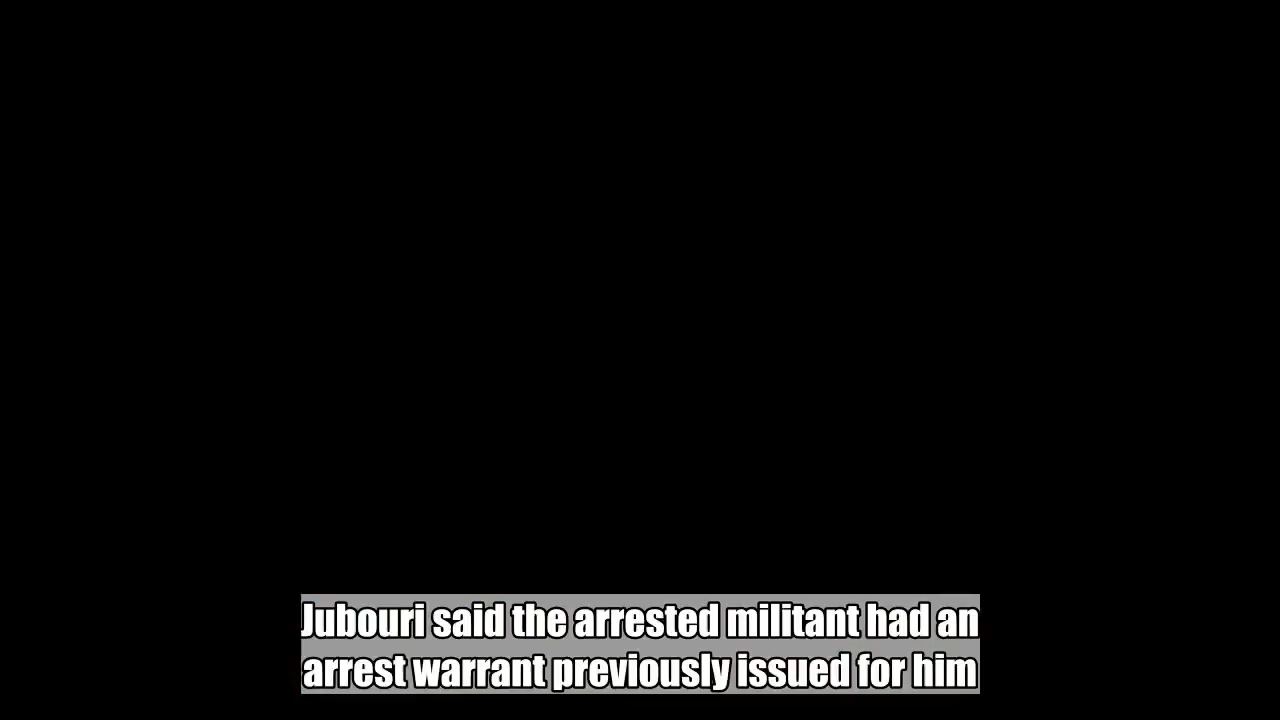 Jubouri said the arrested militant had an
arrest warrant previously issued for him